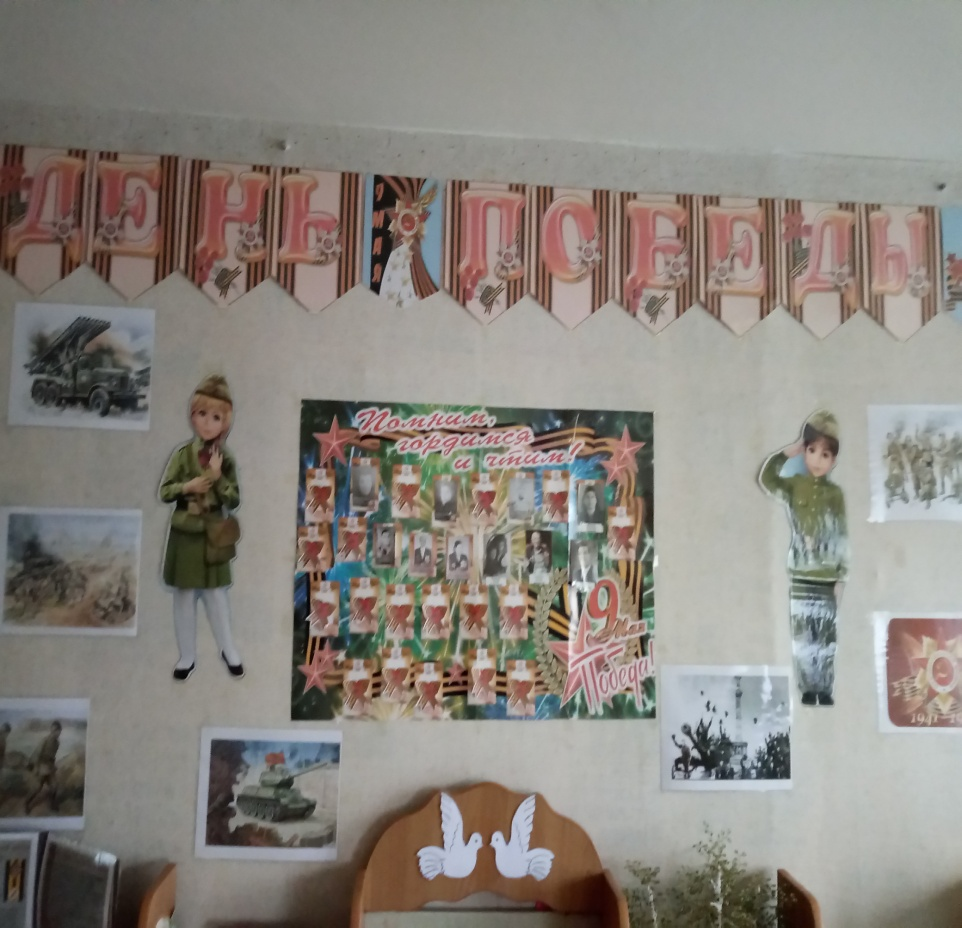 ДЕНЬ ПОБЕДЫ
Помним,
гордимся
и чтим!
9
Мая
Победа!